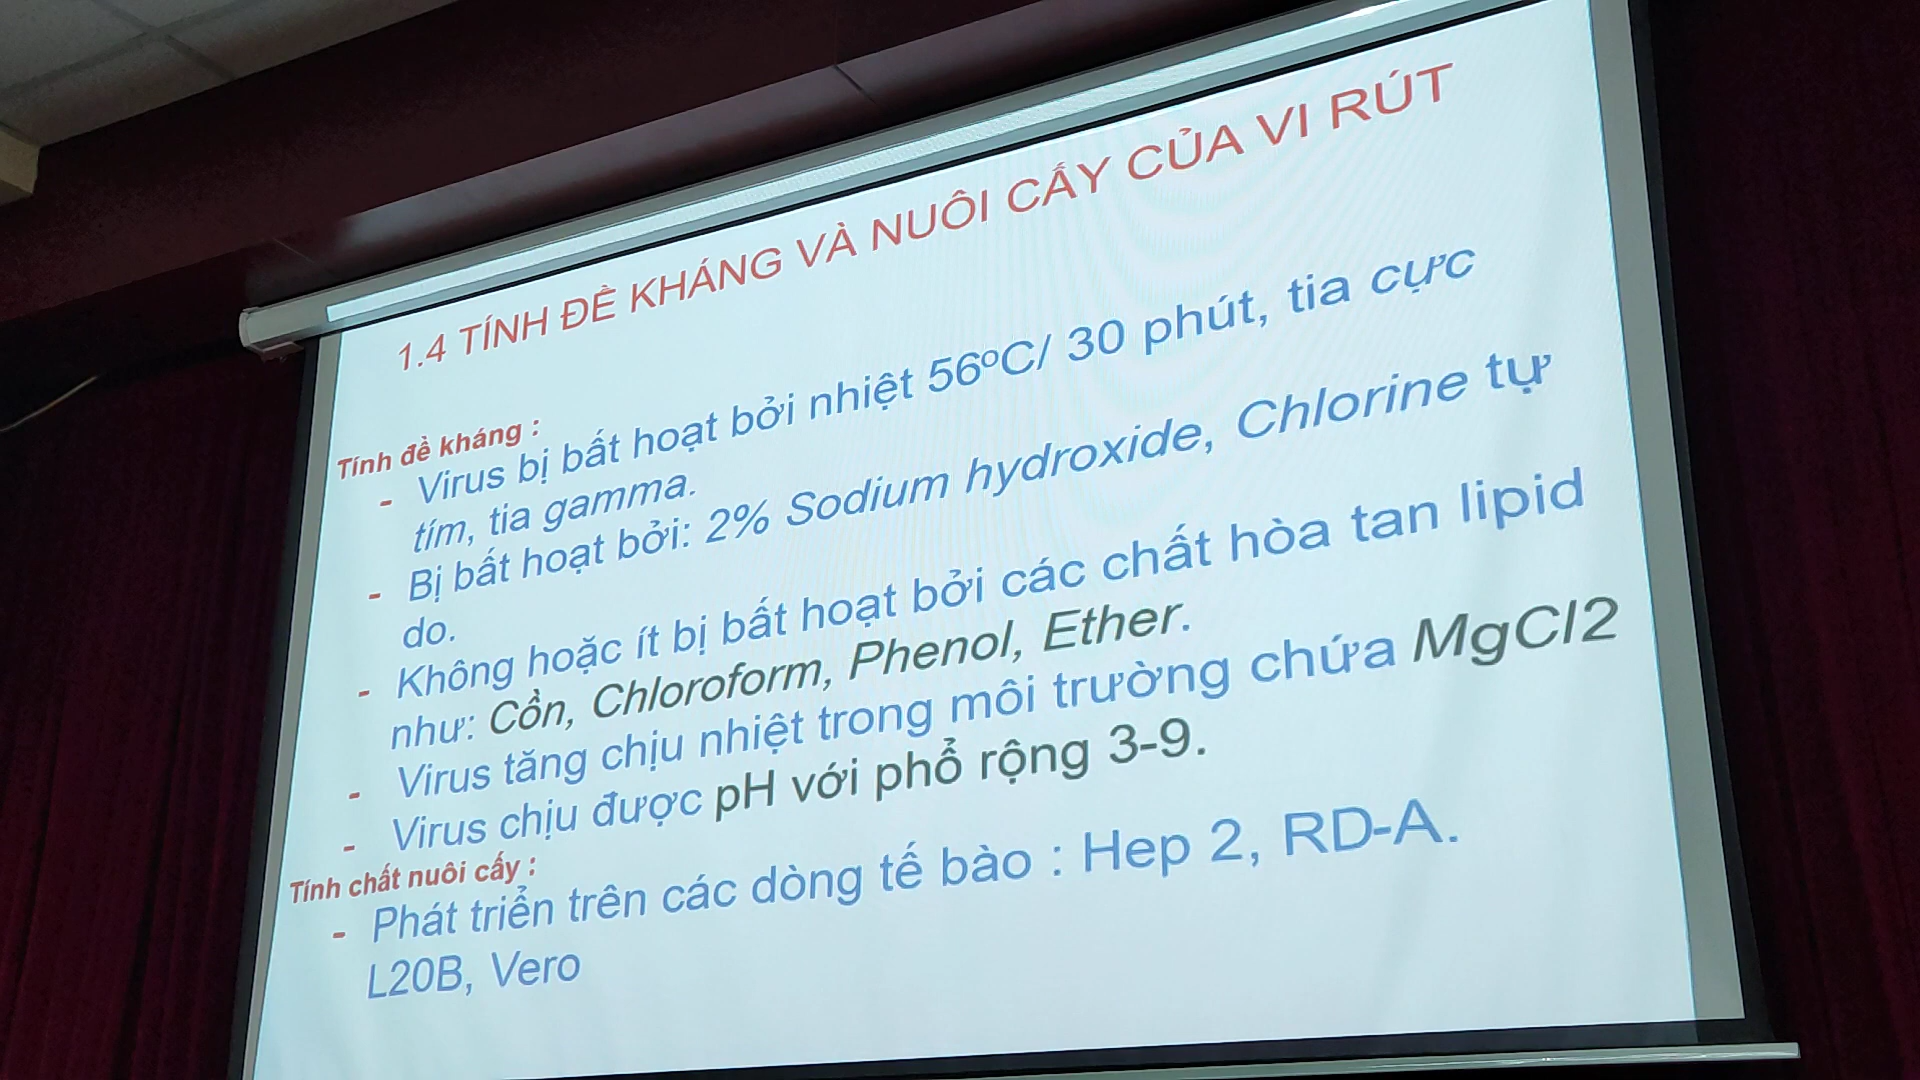 1.4 TÍNH ĐỀ KHÁNG VÀ NUÔI CẤY CỦA VI RÚT
Tính đề kháng :
- Virus bị bất hoạt bởi nhiệt 56ºC/ 30 phút, tia cực
tím, tia gamma.
- Bị bất hoạt bởi: 2% Sodium hydroxide, Chlorine tự
do.
- Không hoặc ít bị bất hoạt bởi các chất hòa tan lipid
như: Cồn, Chloroform, Phenol, Ether.
- Virus tăng chịu nhiệt trong môi trường chứa MgCl2
- Virus chịu được pH với phổ rộng 3-9.
Tính chất nuôi cấy :
- Phát triển trên các dòng tế bào : Hep 2, RD-A.
L20B, Vero